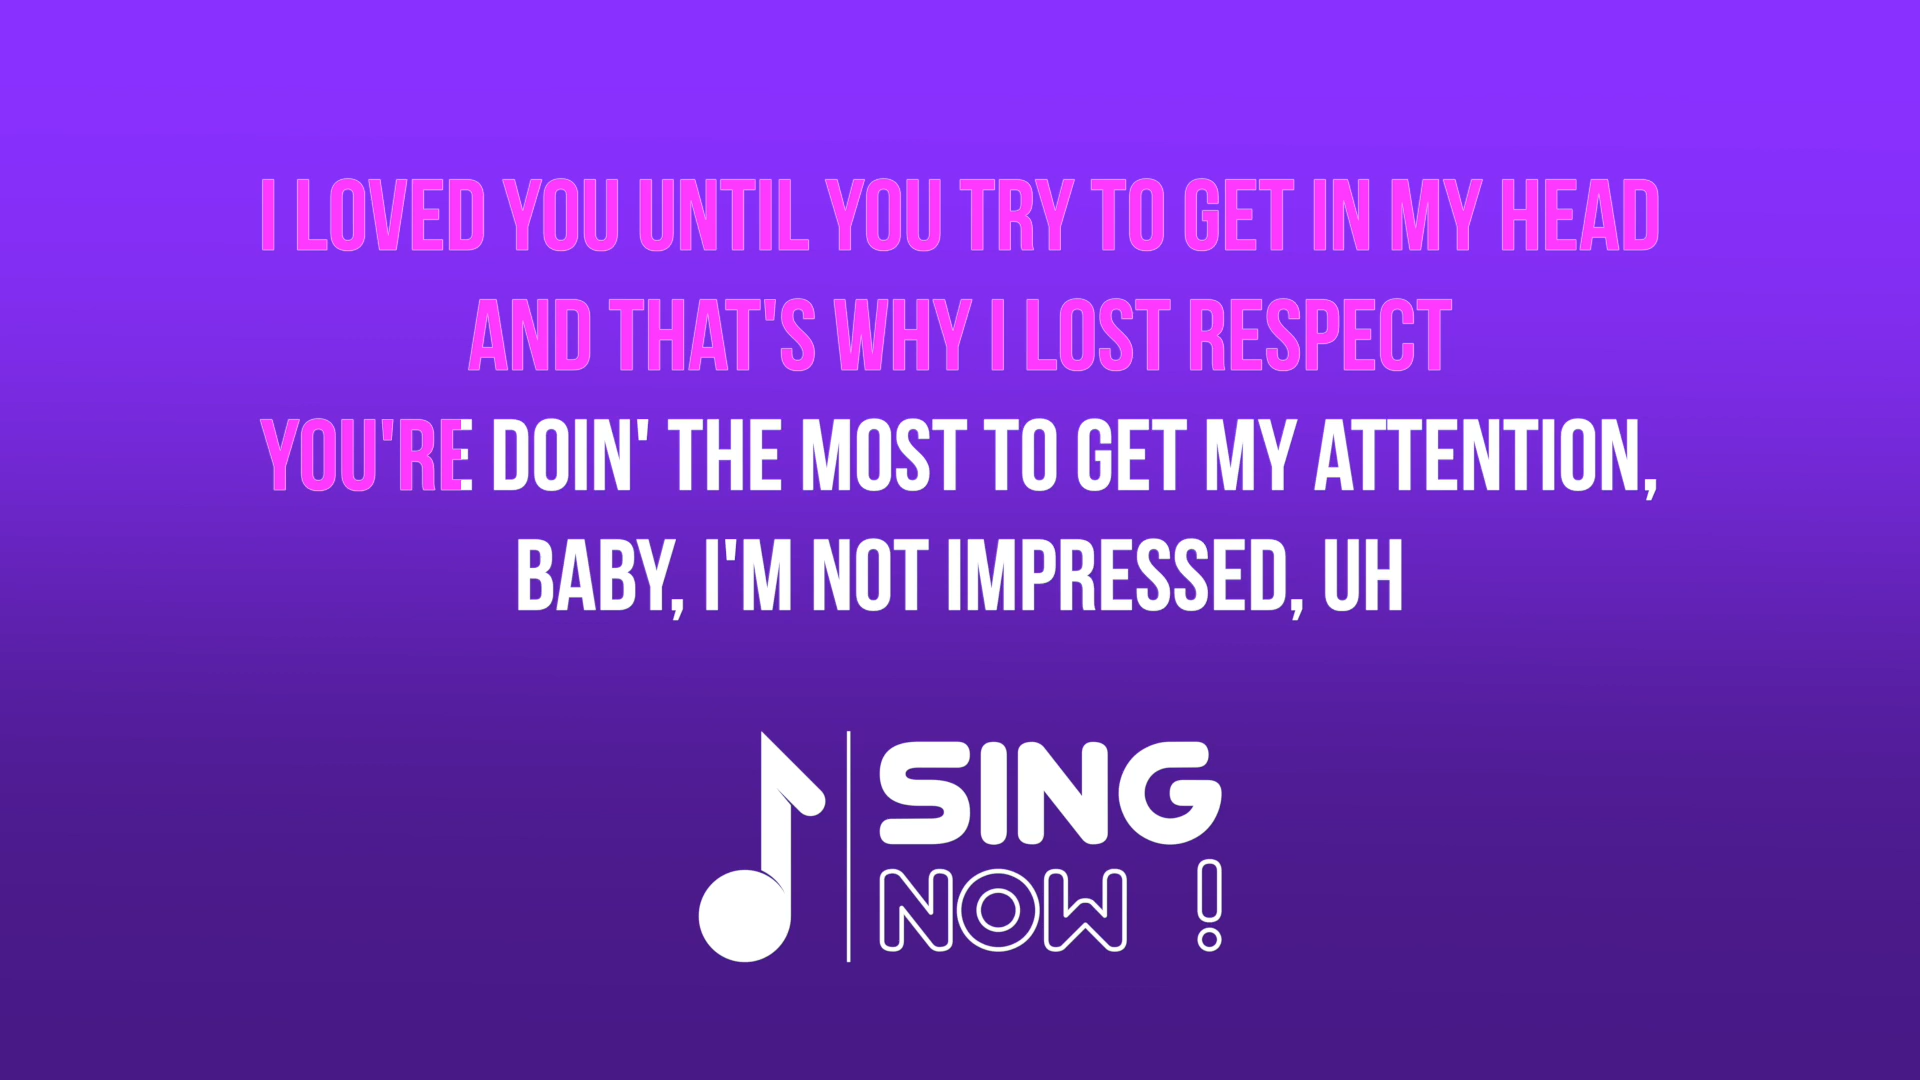 I LOVED YOU UNTIL YOU TRY TO GET IN MY HEAD
AND THAT'S WHY I LOST RESPECT
YOU'RE DOIN' THE MOST TO GET MY ATTENTION,
BABY, I'M NOT IMPRESSED, UH
SING
NOW !